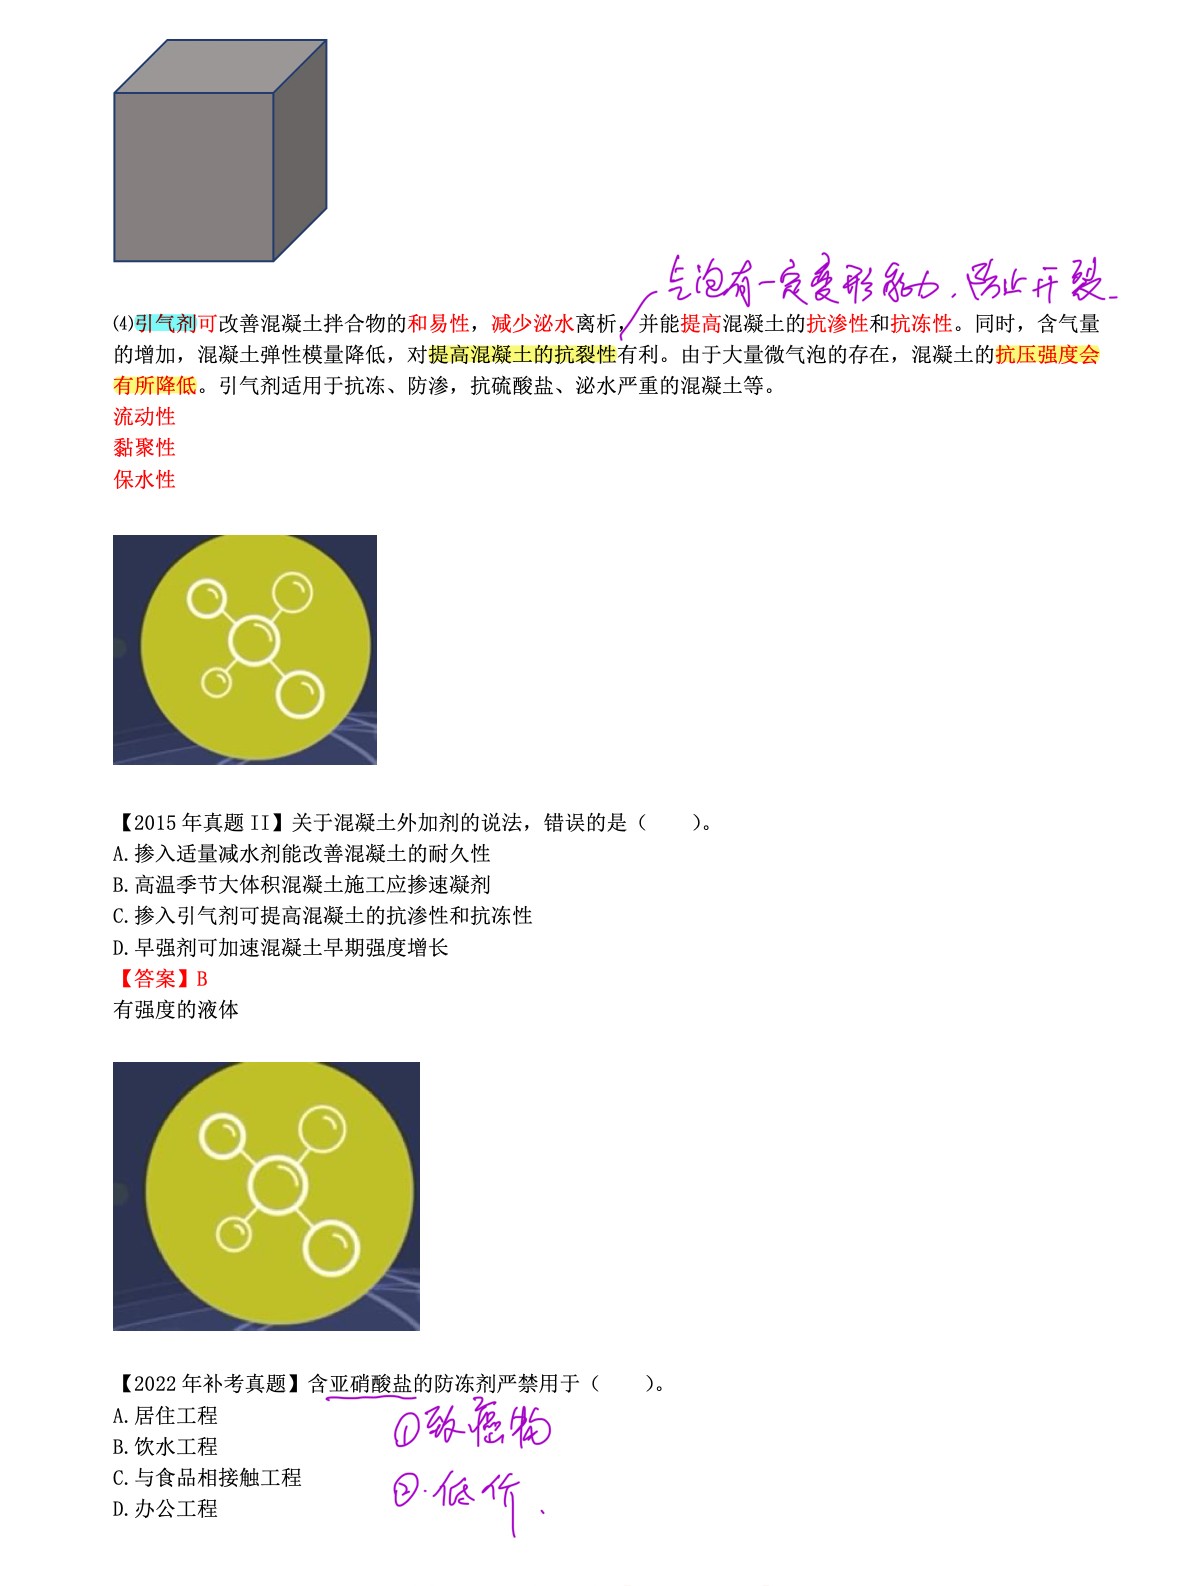 气泡有一定变形能力，防止开裂
⑷引气剂可改善混凝土拌合物的和易性，减少泌水离析，并能提高混凝土的抗渗性和抗冻性。同时，含气量
的增加，混凝土弹性模量降低，对提高混凝土的抗裂性有利。由于大量微气泡的存在，混凝土的抗压强度会
有所降低。引气剂适用于抗冻、防渗，抗硫酸盐、泌水严重的混凝土等。
流动性
黏聚性
保水性
【2015 年真题 II】关于混凝土外加剂的说法，错误的是（　　）。
A.掺入适量减水剂能改善混凝土的耐久性
B.高温季节大体积混凝土施工应掺速凝剂
C.掺入引气剂可提高混凝土的抗渗性和抗冻性
D.早强剂可加速混凝土早期强度增长
【答案】B
有强度的液体
【2022 年补考真题】含亚硝酸盐的防冻剂严禁用于（　　）。
A.居住工程
①致癌物
B.饮水工程
C.与食品相接触工程
②.低价.
D.办公工程